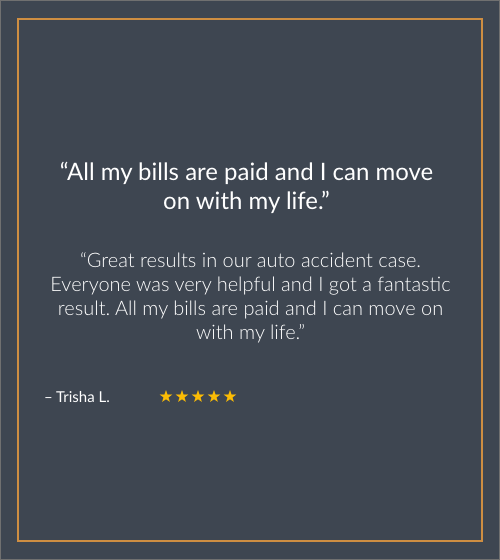 “All my bills are paid and I can move
on with my life.”
“Great results in our auto accident case.
Everyone was very helpful and I got a fantastic
result. All my bills are paid and I can move on
with my life.”
– Trisha L. ★★★★★